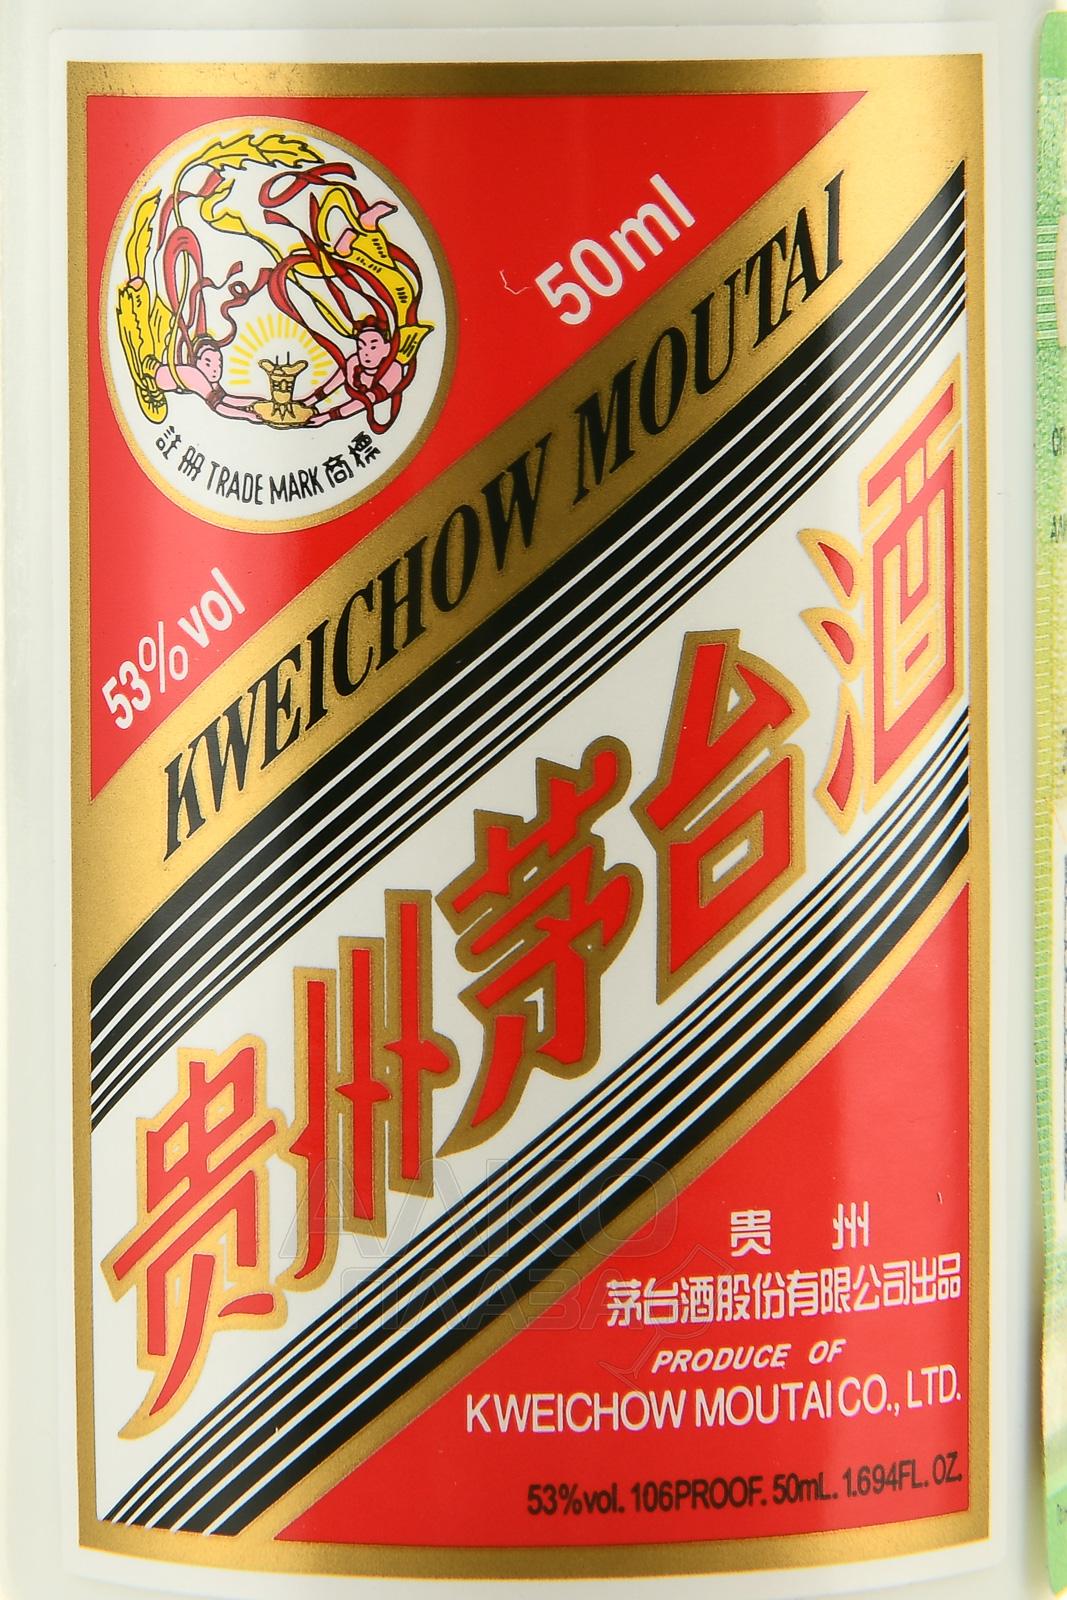 註册 TRADE MARK 商標
50ml
53%vol
KWEICHOW MOUTAI
贵州茅台酒
贵 州
茅台酒股份有限公司出品
PRODUCE OF
KWEICHOW MOUTAI CO., LTD.
53%vol. 106PROOF. 50mL. 1.694FL. OZ.
АЛКО
ПЛАЗА